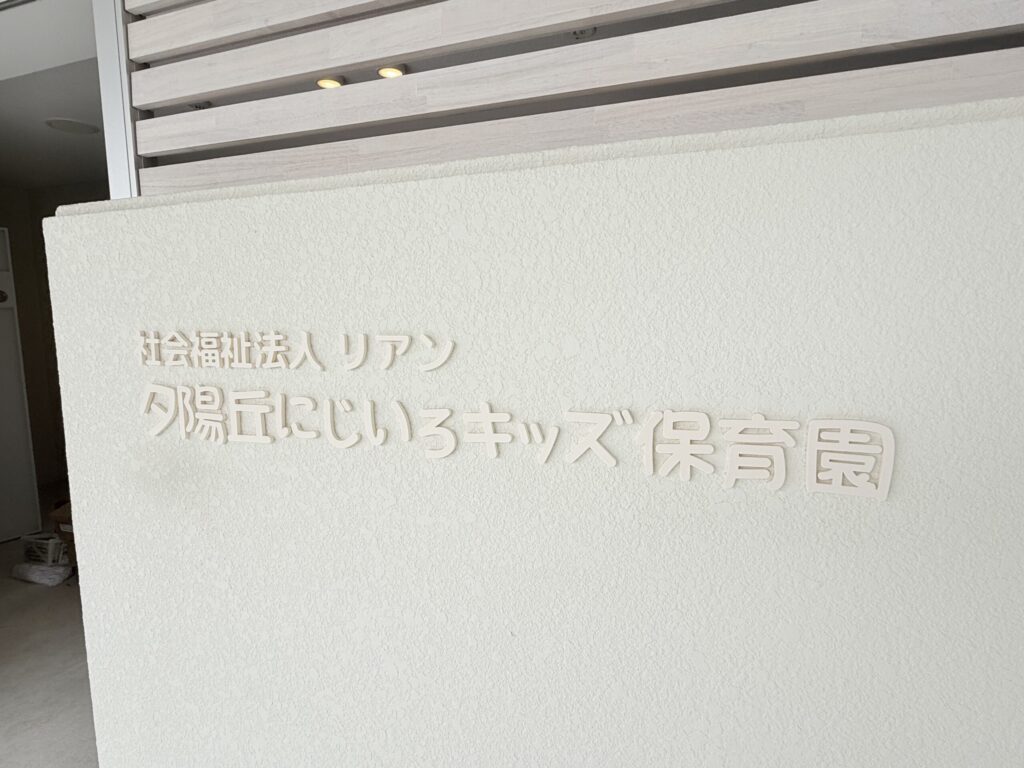 社会福祉法人 リアン
夕陽丘にじいろキッズ保育園